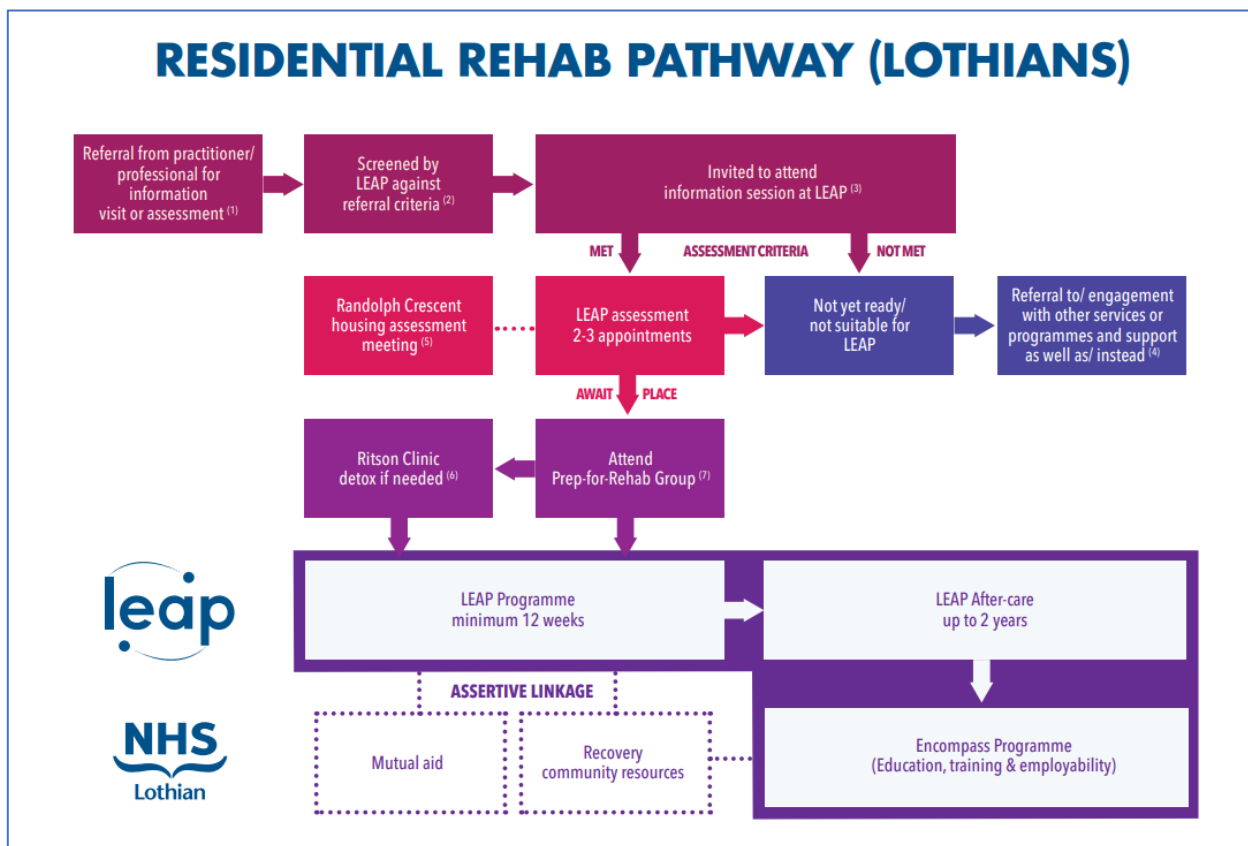 RESIDENTIAL REHAB PATHWAY (LOTHIANS)
Referral from practitioner/
professional for
information
visit or assessment (1)
Screened by
LEAP against
referral criteria (2)
Invited to attend
information session at LEAP (3)
MET
ASSESSMENT CRITERIA
NOT MET
Randolph Crescent
housing assessment
meeting (5)
LEAP assessment
2-3 appointments
Not yet ready/
not suitable for
LEAP
Referral to/ engagement
with other services or
programmes and support
as well as/ instead (4)
AWAIT PLACE
Ritson Clinic
detox if needed (6)
Attend
Prep-for-Rehab Group (7)
leap
LEAP Programme
minimum 12 weeks
LEAP After-care
up to 2 years
ASSERTIVE LINKAGE
NHS
Lothian
Mutual aid
Recovery
community resources
Encompass Programme
(Education, training & employability)